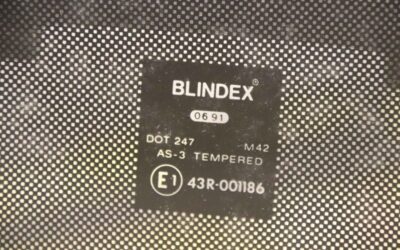 BLINDEX®
0691
DOT 247 M42
AS-3 TEMPERED
E1 43R-001186